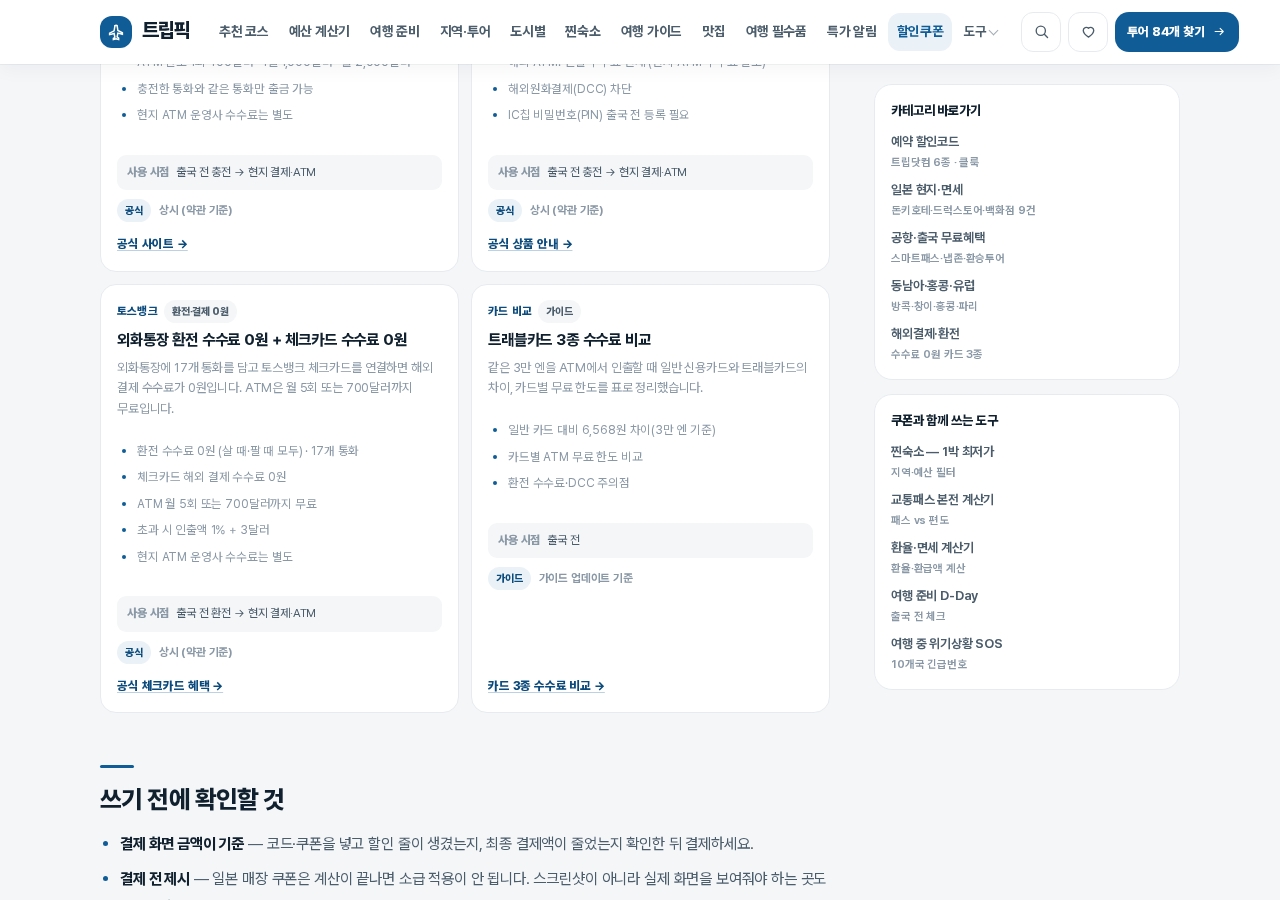 트립픽
추천 코스
예산 계산기
여행 준비
지역·투어
도시별
찐숙소
여행 가이드
맛집
여행 필수품
특가 알림
할인쿠폰
도구
투어 84개 찾기 →
충전한 통화와 같은 통화만 출금 가능
현지 ATM 운영사 수수료는 별도
사용 시점 출국 전 충전 → 현지 결제·ATM
공식 상시 (약관 기준)
공식 사이트 →
해외원화결제(DCC) 차단
IC칩 비밀번호(PIN) 출국 전 등록 필요
사용 시점 출국 전 충전 → 현지 결제·ATM
공식 상시 (약관 기준)
공식 상품 안내 →
토스뱅크 환전·결제 0원
외화통장 환전 수수료 0원 + 체크카드 수수료 0원
외화통장에 17개 통화를 담고 토스뱅크 체크카드를 연결하면 해외
결제 수수료가 0원입니다. ATM은 월 5회 또는 700달러까지
무료입니다.
환전 수수료 0원 (살 때·팔 때 모두) · 17개 통화
체크카드 해외 결제 수수료 0원
ATM 월 5회 또는 700달러까지 무료
초과 시 인출액 1% + 3달러
현지 ATM 운영사 수수료는 별도
사용 시점 출국 전 환전 → 현지 결제·ATM
공식 상시 (약관 기준)
공식 체크카드 혜택 →
카드 비교 가이드
트래블카드 3종 수수료 비교
같은 3만 엔을 ATM에서 인출할 때 일반 신용카드와 트래블카드의
차이, 카드별 무료 한도를 표로 정리했습니다.
일반 카드 대비 6,568원 차이(3만 엔 기준)
카드별 ATM 무료 한도 비교
환전 수수료·DCC 주의점
사용 시점 출국 전
가이드 가이드 업데이트 기준
카드 3종 수수료 비교 →
카테고리 바로가기
예약 할인코드
트립닷컴 6종 · 클룩
일본 현지·면세
돈키호테·드럭스토어·백화점 9건
공항·출국 무료혜택
스마트패스·냅존·환승투어
동남아·홍콩·유럽
방콕·창이·홍콩·파리
해외결제·환전
수수료 0원 카드 3종
쿠폰과 함께 쓰는 도구
찐숙소 — 1박 최저가
지역·예산 필터
교통패스 본전 계산기
패스 vs 편도
환율·면세 계산기
환율·환급액 계산
여행 준비 D-Day
출국 전 체크
여행 중 위기상황 SOS
10개국 긴급번호
쓰기 전에 확인할 것
결제 화면 금액이 기준 — 코드·쿠폰을 넣고 할인 줄이 생겼는지, 최종 결제액이 줄었는지 확인한 뒤 결제하세요.
결제 전 제시 — 일본 매장 쿠폰은 계산이 끝나면 소급 적용이 안 됩니다. 스크린샷이 아니라 실제 화면을 보여줘야 하는 곳도